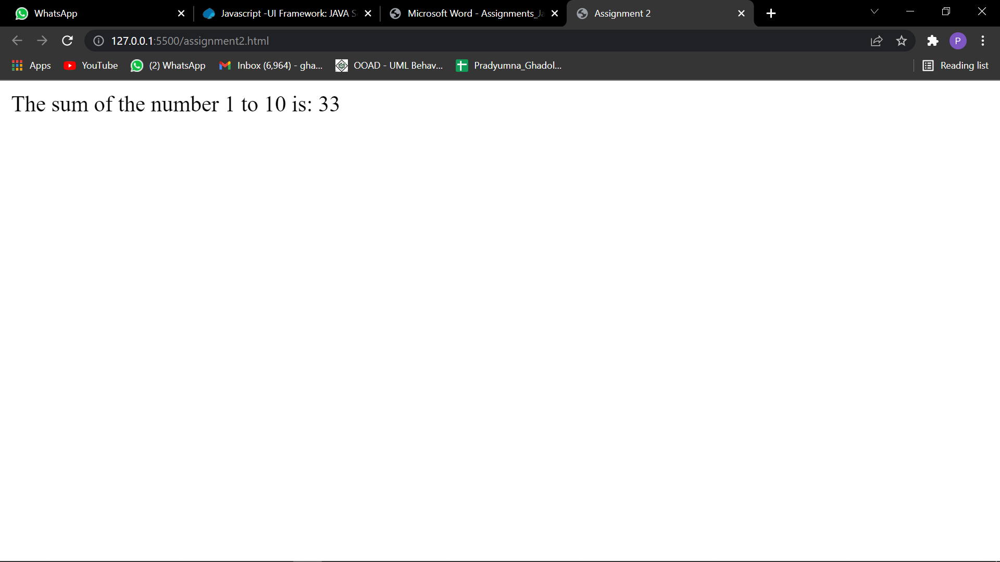 WhatsApp
Javascript -UI Framework: JAVA S
Microsoft Word - Assignments_Ja
Assignment 2
127.0.0.1:5500/assignment2.html
P
Apps
YouTube
(2) WhatsApp
Inbox (6,964) - gha...
OOAD - UML Behav...
Pradyumna_Ghadol...
Reading list
The sum of the number 1 to 10 is: 33